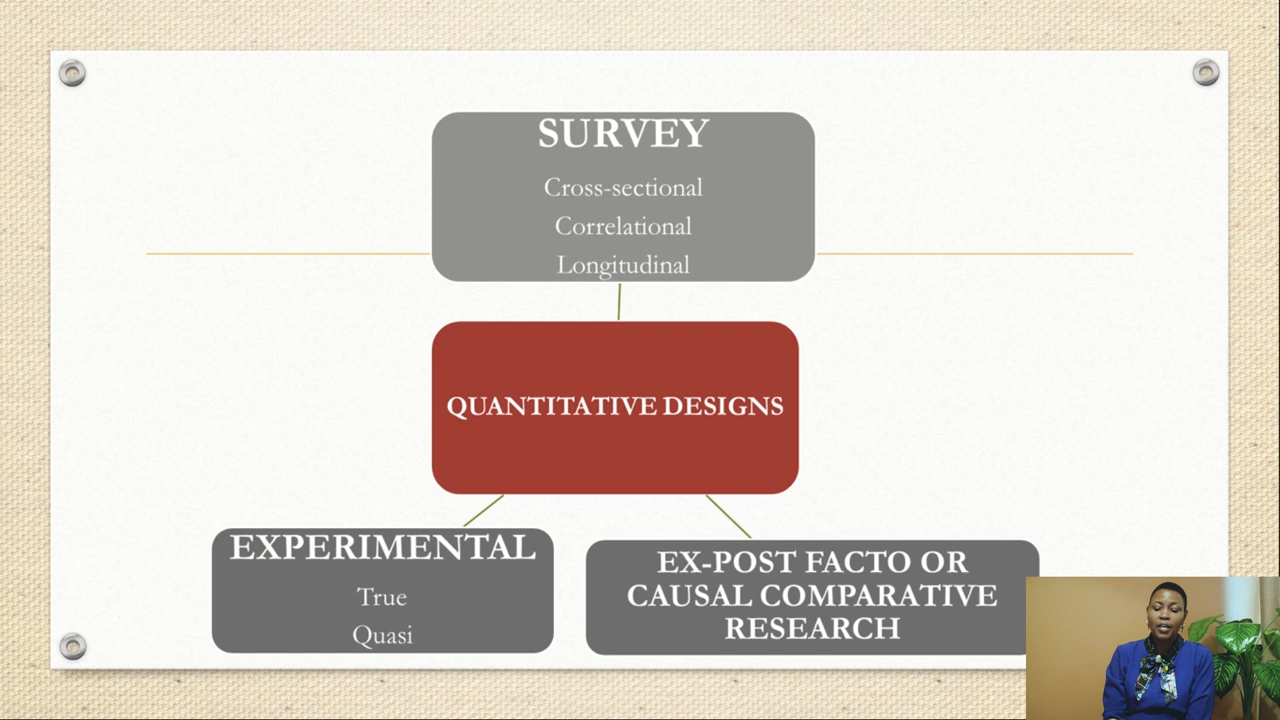 SURVEY
Cross-sectional
Correlational
Longitudinal
QUANTITATIVE DESIGNS
EXPERIMENTAL
True
Quasi
EX-POST FACTO OR
CAUSAL COMPARATIVE
RESEARCH